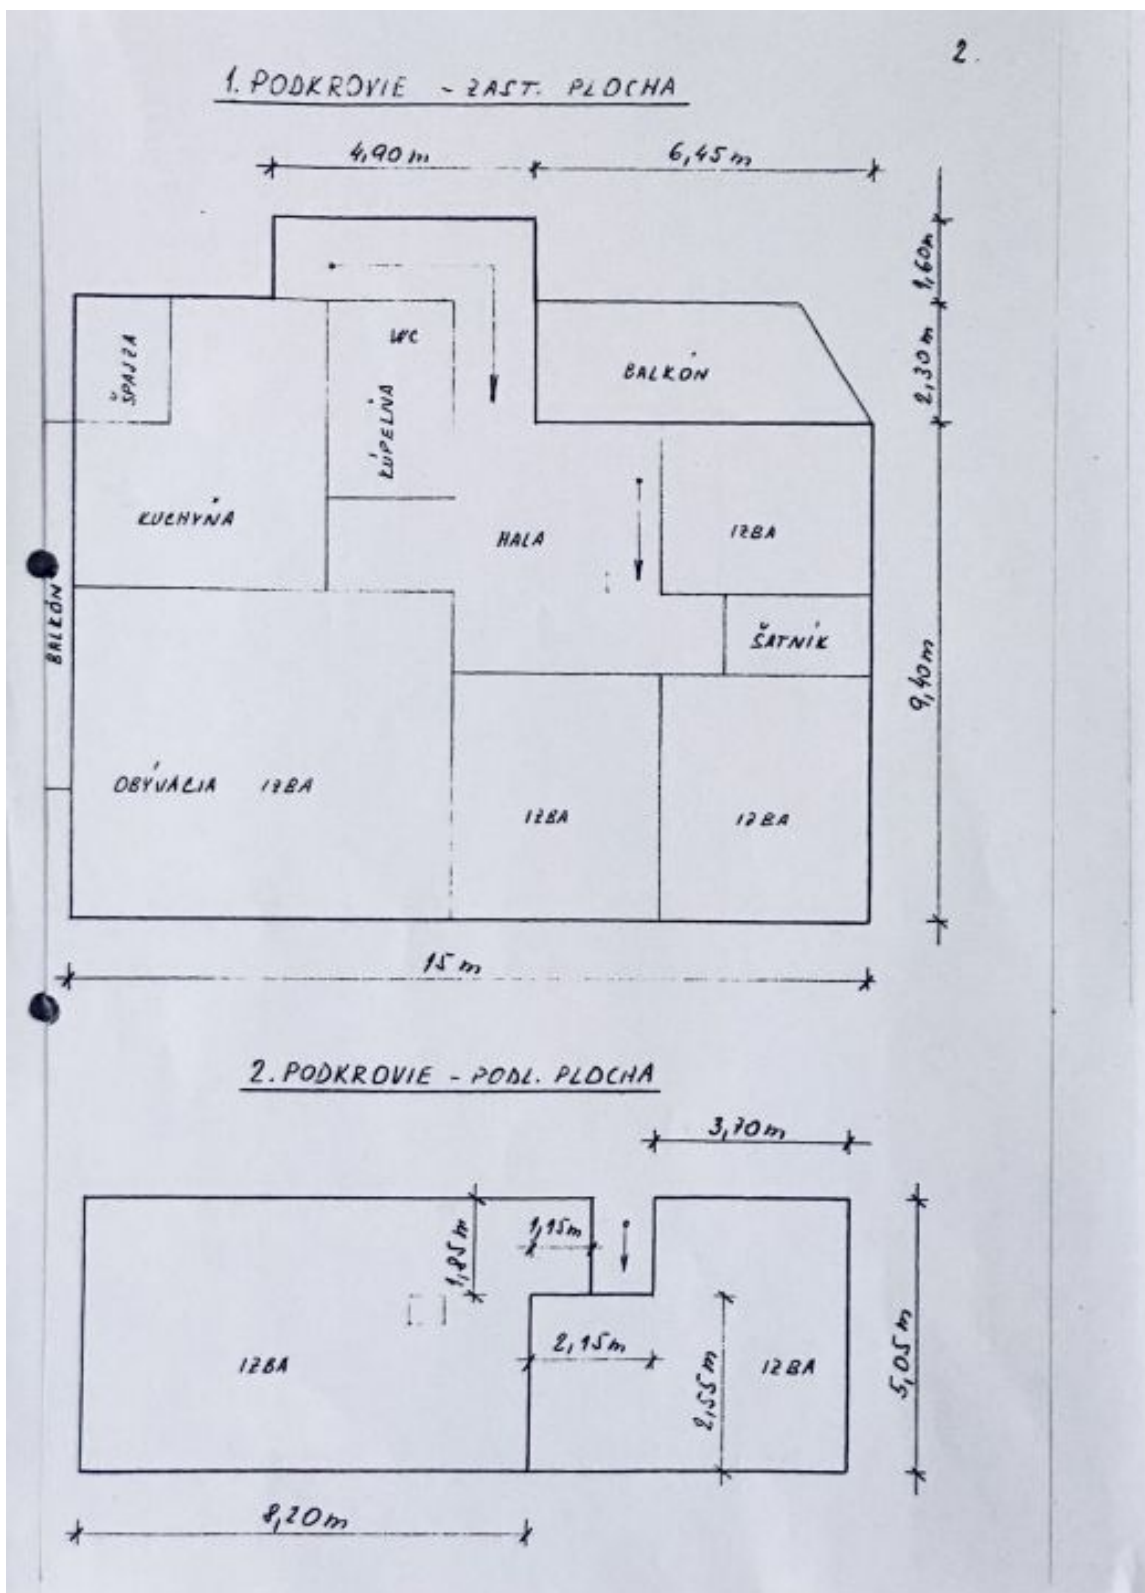 2.
1. PODKROVIE - ZAST. PLOCHA
4,90 m
6,45 m
1,60 m
2,30 m
9,40 m
ŠPAJZA
WC
KÚPEĽŇA
BALKÓN
KUCHYŇA
HALA
IZBA
BALKÓN
ŠATNÍK
OBÝVACIA IZBA
IZBA
IZBA
15 m
2. PODKROVIE - PODL. PLOCHA
3,70 m
1,85 m
1,15 m
2,15 m
2,55 m
5,05 m
IZBA
IZBA
8,20 m